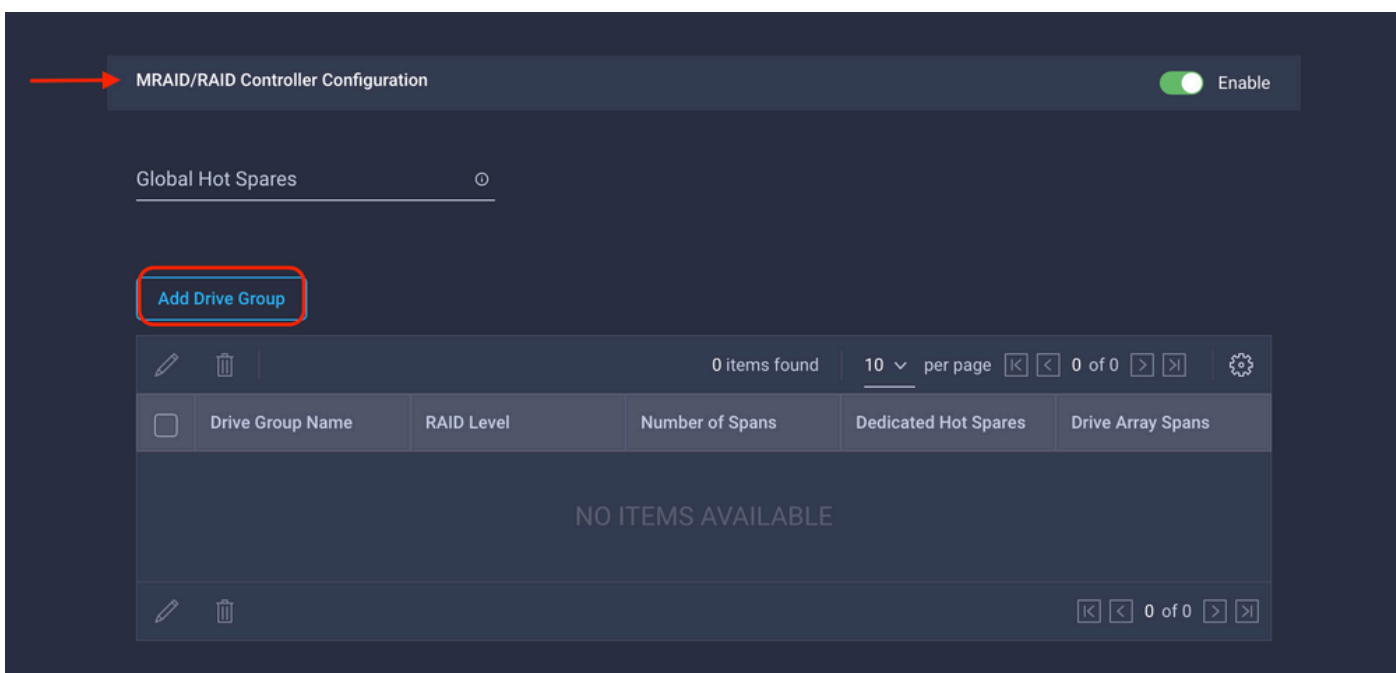 MRAID/RAID Controller Configuration Enable
Global Hot Spares
Add Drive Group
0 items found 10 per page 0 of 0
Drive Group Name RAID Level Number of Spans Dedicated Hot Spares Drive Array Spans
NO ITEMS AVAILABLE
0 of 0